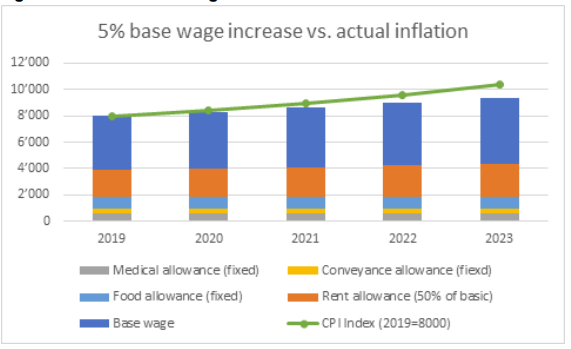 5% base wage increase vs. actual inflation
12'000
10'000
8'000
6'000
4'000
2'000
0
2019 2020 2021 2022 2023
Medical allowance (fixed) Conveyance allowance (fiexd)
Food allowance (fixed) Rent allowance (50% of basic)
Base wage CPI Index (2019=8000)